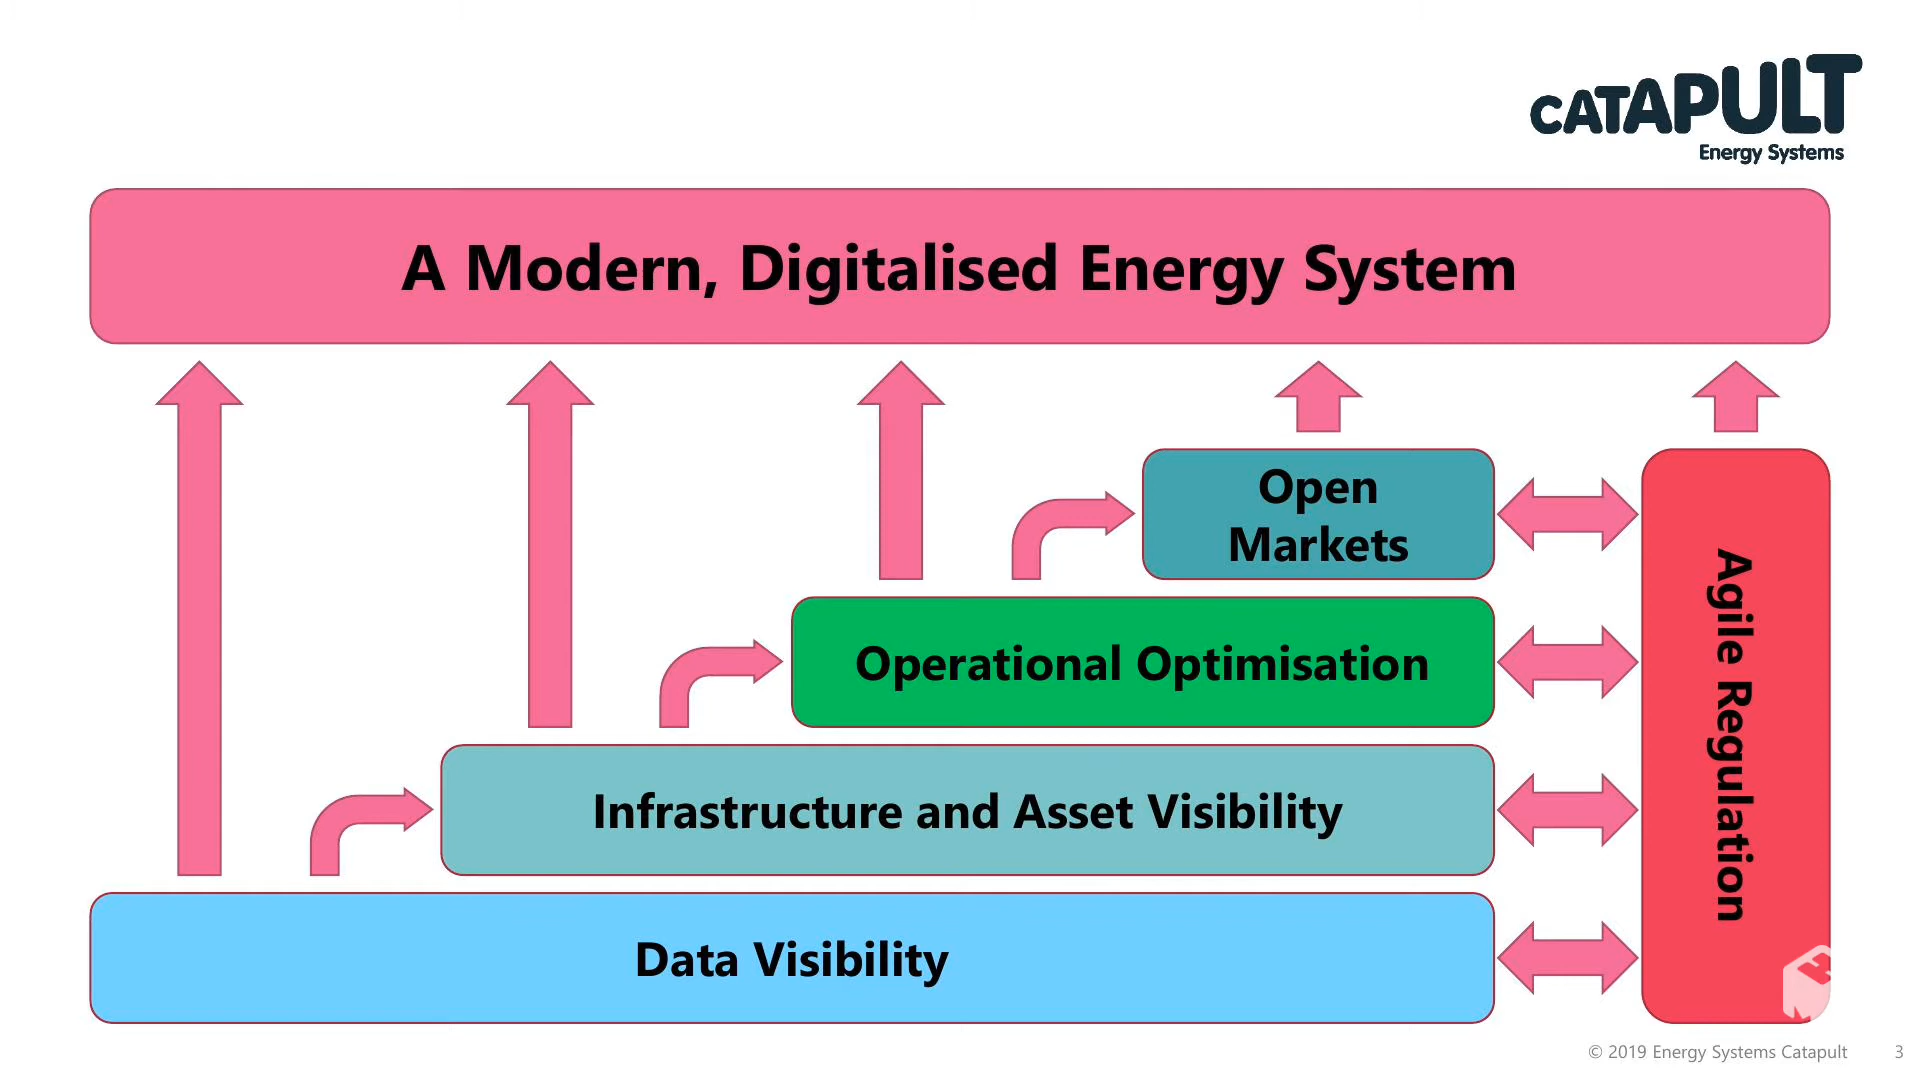 CATAPULT
Energy Systems
A Modern, Digitalised Energy System
Open
Markets
Operational Optimisation
Infrastructure and Asset Visibility
Data Visibility
Agile Regulation
© 2019 Energy Systems Catapult
3